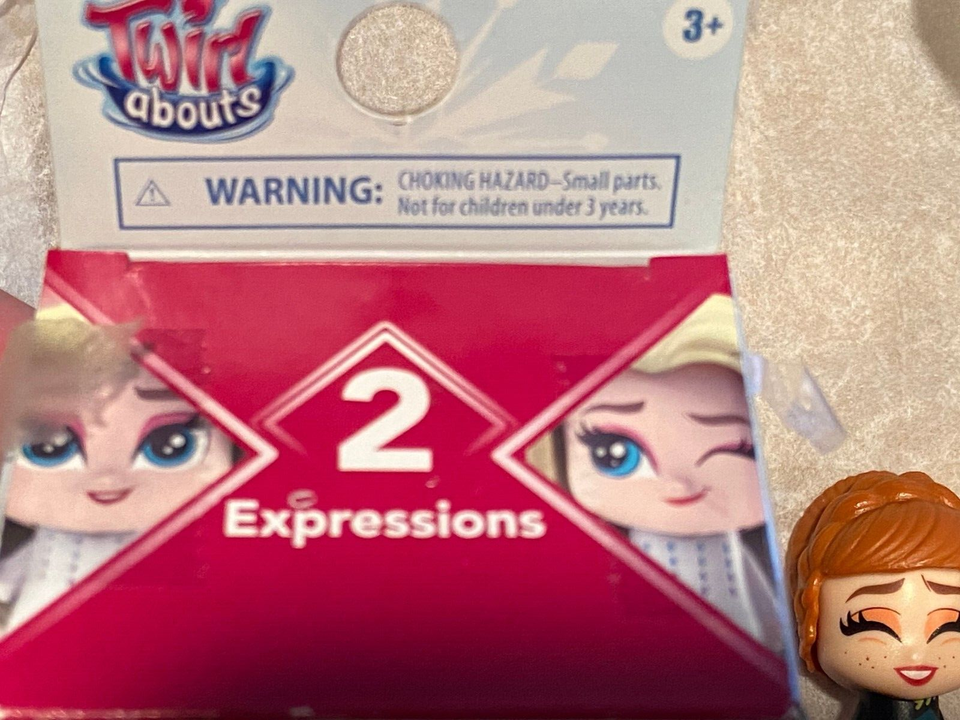 Twirl
abouts
3+
WARNING: CHOKING HAZARD–Small parts.
Not for children under 3 years.
2
Expressions